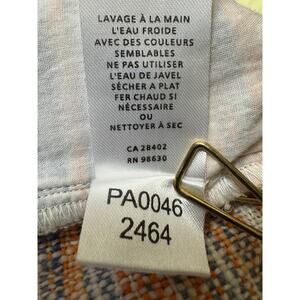 LAVAGE À LA MAIN
L'EAU FROIDE
AVEC DES COULEURS
SEMBLABLES
NE PAS UTILISER
L'EAU DE JAVEL
SÉCHER A PLAT
FER CHAUD SI
NÉCESSAIRE
OU
NETTOYER À SEC
CA 28402
RN 98630
PA0046
2464